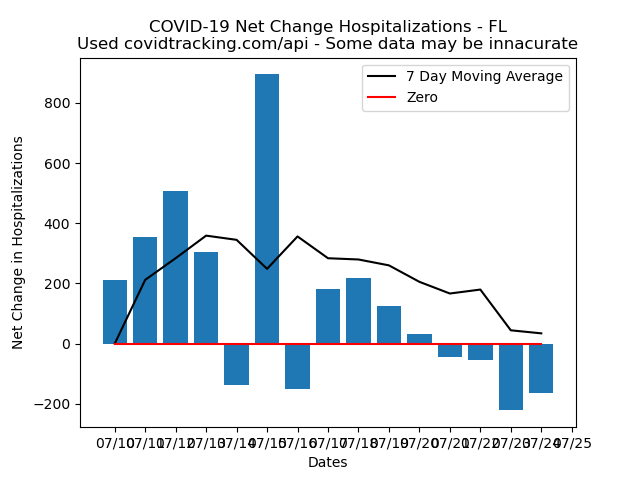 COVID-19 Net Change Hospitalizations - FL
Used covidtracking.com/api - Some data may be innacurate
7 Day Moving Average
Zero
Net Change in Hospitalizations
800
600
400
200
0
−200
07/10 07/11 07/12 07/13 07/14 07/15 07/16 07/17 07/18 07/19 07/20 07/21 07/22 07/23 07/24 07/25
Dates